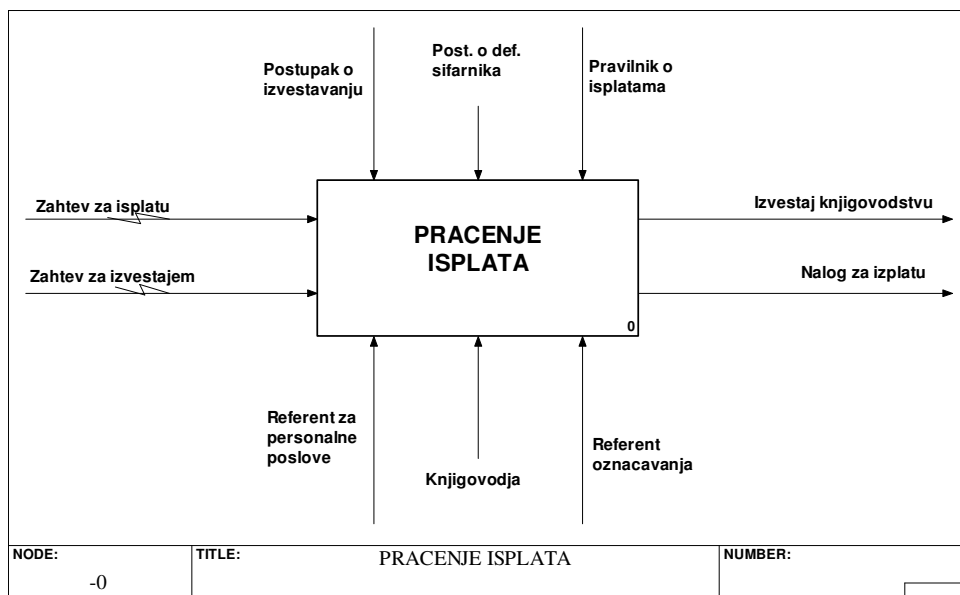 Postupak o
izvestavanju
Post. o def.
sifarnika
Pravilnik o
isplatama
Zahtev za isplatu
Zahtev za izvestajem
PRACENJE
ISPLATA
0
Izvestaj knjigovodstvu
Nalog za izplatu
Referent za
personalne
poslove
Knjigovodja
Referent
oznacavanja
NODE:
-0
TITLE:
PRACENJE ISPLATA
NUMBER: